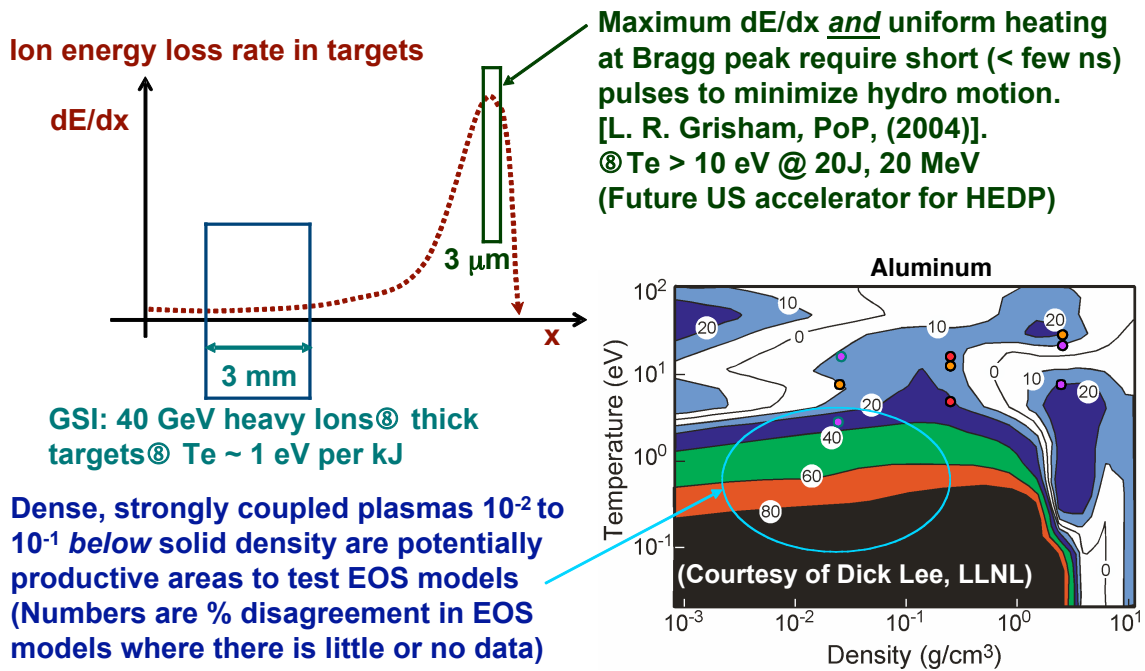 Ion energy loss rate in targets
dE/dx
x
3 mm
3 μm
GSI: 40 GeV heavy Ions® thick
targets® Te ~ 1 eV per kJ
Maximum dE/dx and uniform heating
at Bragg peak require short (< few ns)
pulses to minimize hydro motion.
[L. R. Grisham, PoP, (2004)].
® Te > 10 eV @ 20J, 20 MeV
(Future US accelerator for HEDP)
Dense, strongly coupled plasmas 10-2 to
10-1 below solid density are potentially
productive areas to test EOS models
(Numbers are % disagreement in EOS
models where there is little or no data)
Aluminum
Temperature (eV)
10²
10¹
10⁰
10⁻¹
20
10
0
10
20
0
10
20
20
40
60
80
0
(Courtesy of Dick Lee, LLNL)
10⁻³ 10⁻² 10⁻¹ 10⁰ 10¹
Density (g/cm³)